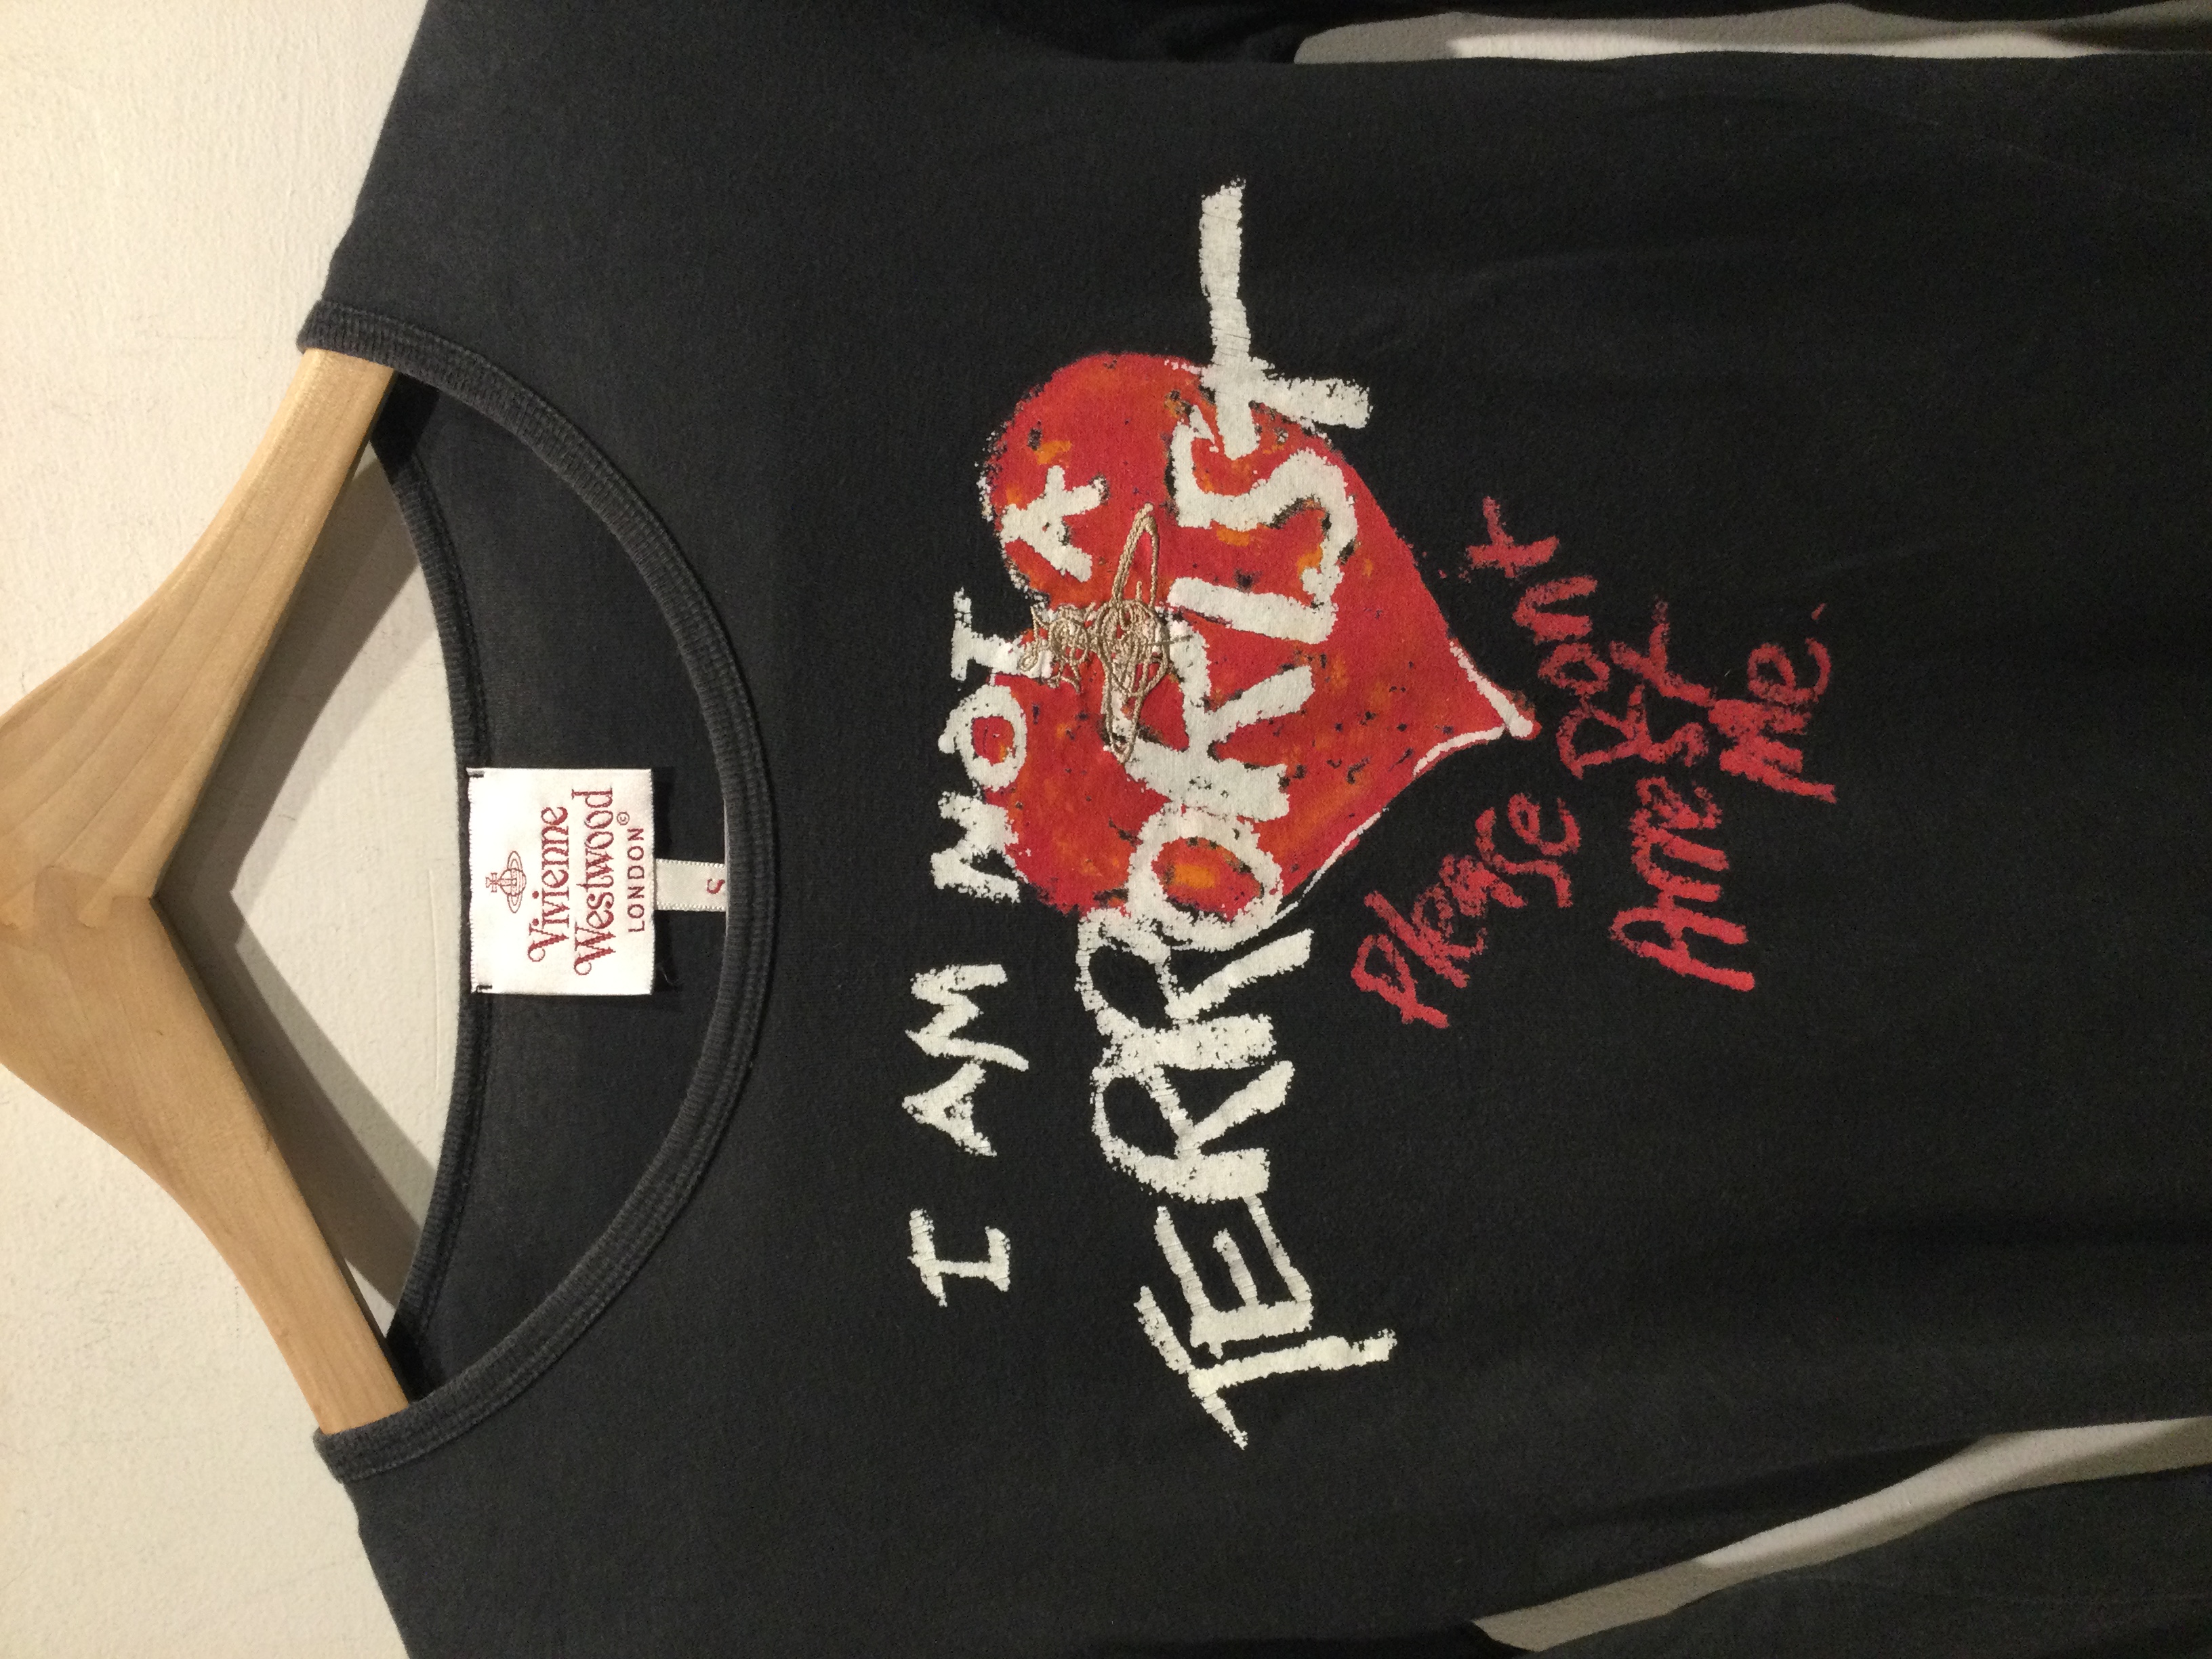 Vivienne
Westwood
LONDON©
S
I AM NOT A
TERRORIST
Please Don't
Arrest
Me.